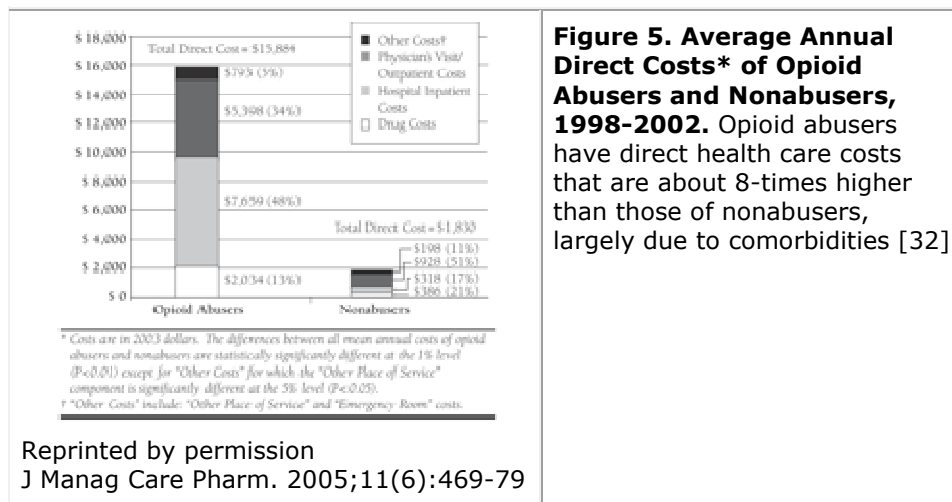 $ 18,000
$ 16,000
$ 14,000
$ 12,000
$ 10,000
$ 8,000
$ 6,000
$ 4,000
$ 2,000
$ 0
Total Direct Cost = $15,884
$793 (5%)
$5,398 (34%)
$7,659 (48%)
$2,034 (13%)
Other Costs†
Physician's Visit/
Outpatient Costs
Hospital Inpatient
Costs
Drug Costs
Total Direct Cost = $1,830
$198 (11%)
$928 (51%)
$318 (17%)
$386 (21%)
Opioid Abusers
Nonabusers
* Costs are in 2003 dollars. The differences between all mean annual costs of opioid
abusers and nonabusers are statistically significantly different at the 1% level
(P<0.01) except for "Other Costs" for which the "Other Place of Service"
component is significantly different at the 5% level (P<0.05).
† "Other Costs" include: "Other Place of Service" and "Emergency Room" costs.
Reprinted by permission
J Manag Care Pharm. 2005;11(6):469-79
Figure 5. Average Annual
Direct Costs* of Opioid
Abusers and Nonabusers,
1998-2002. Opioid abusers
have direct health care costs
that are about 8-times higher
than those of nonabusers,
largely due to comorbidities [32]